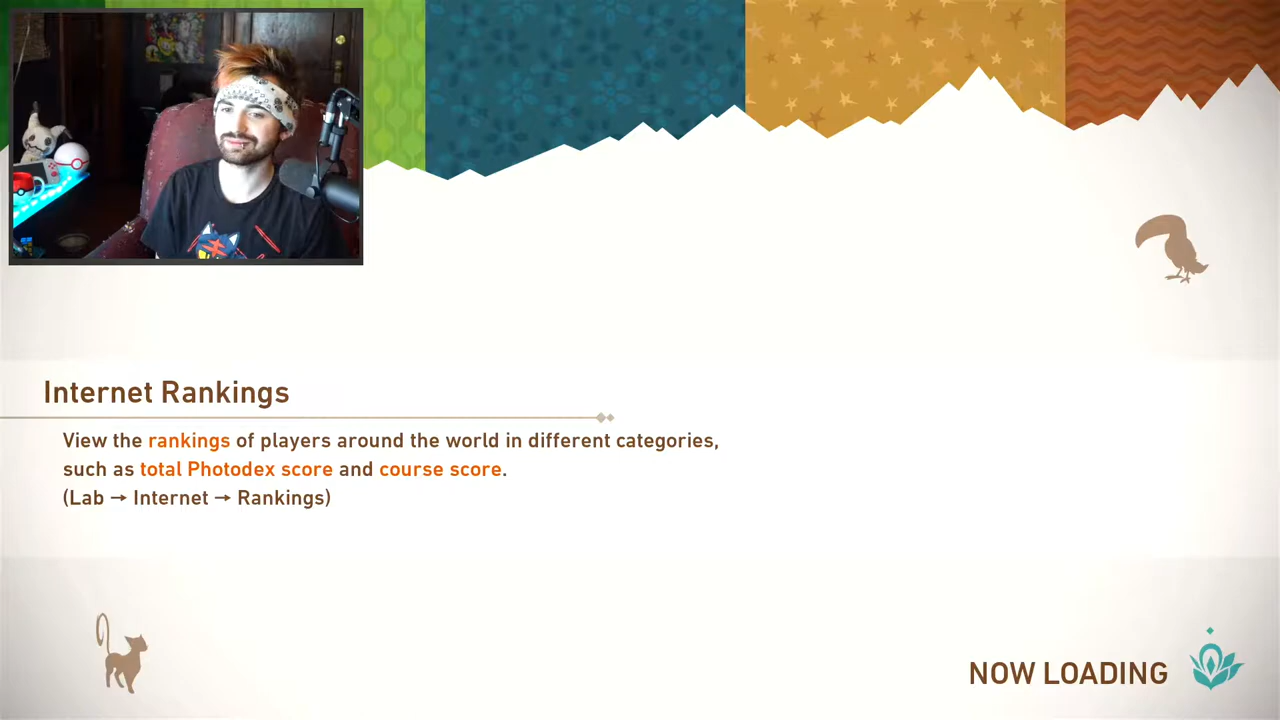 Internet Rankings
View the rankings of players around the world in different categories,
such as total Photodex score and course score.
(Lab → Internet → Rankings)
NOW LOADING